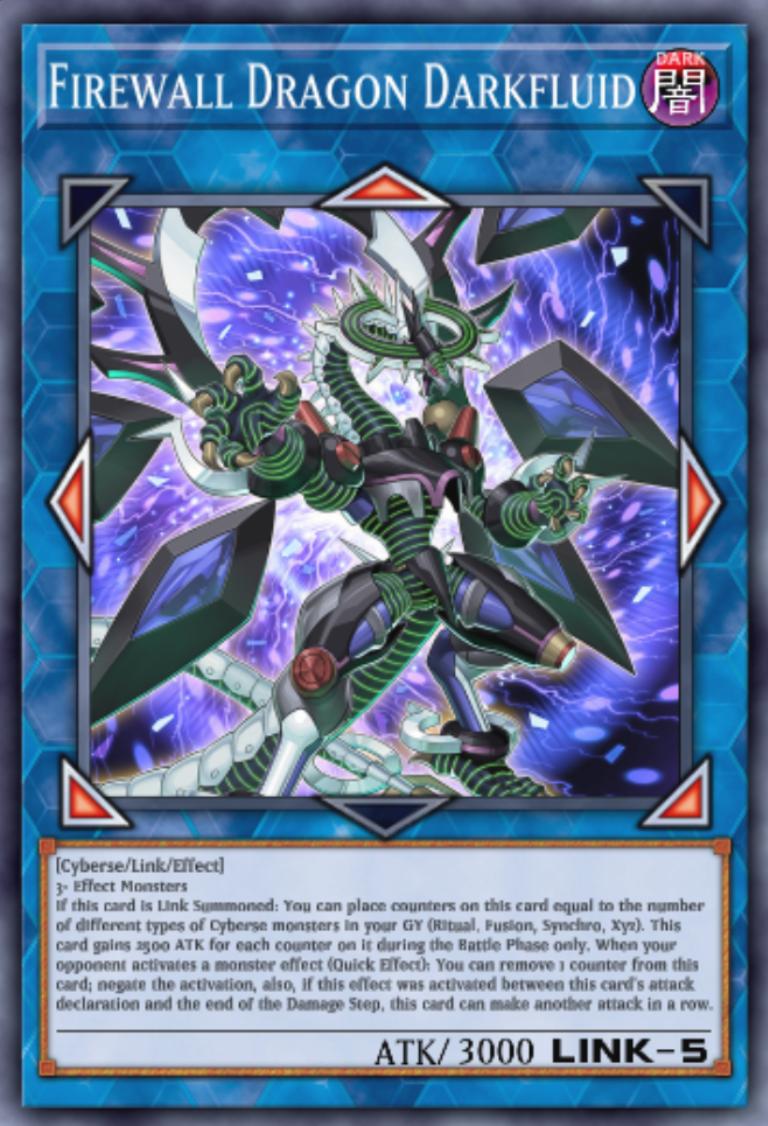 FIREWALL DRAGON DARKFLUID
DARK
闇
[Cyberse/Link/Effect]
3- Effect Monsters
If this card is Link Summoned: You can place counters on this card equal to the number
of different types of Cyberse monsters in your GY (Ritual, Fusion, Synchro, Xyz). This
card gains 2500 ATK for each counter on it during the Battle Phase only. When your
opponent activates a monster effect (Quick Effect): You can remove 1 counter from this
card; negate the activation, also, if this effect was activated between this card's attack
declaration and the end of the Damage Step, this card can make another attack in a row.
ATK/ 3000 LINK-5